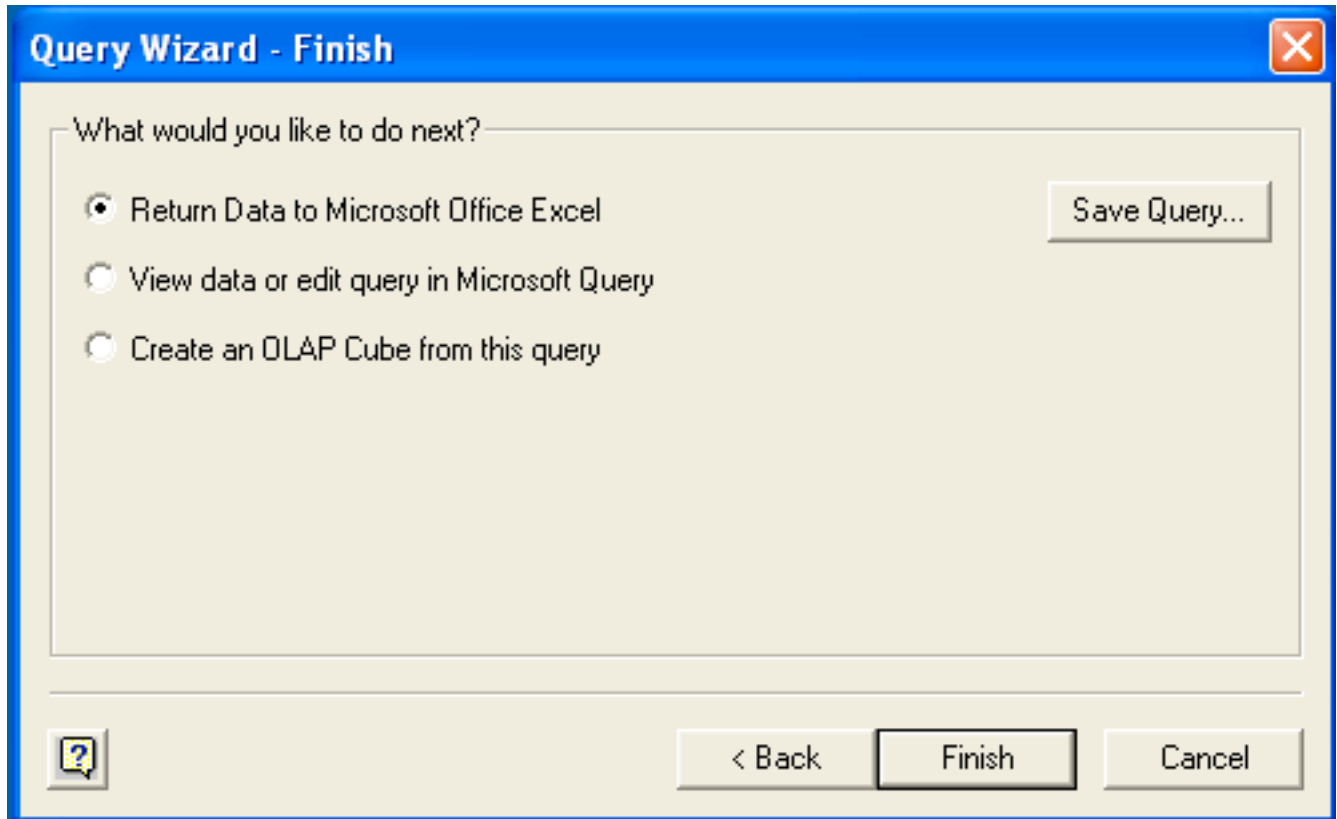 Query Wizard - Finish
What would you like to do next?
Return Data to Microsoft Office Excel
Save Query...
View data or edit query in Microsoft Query
Create an OLAP Cube from this query
?
< Back
Finish
Cancel